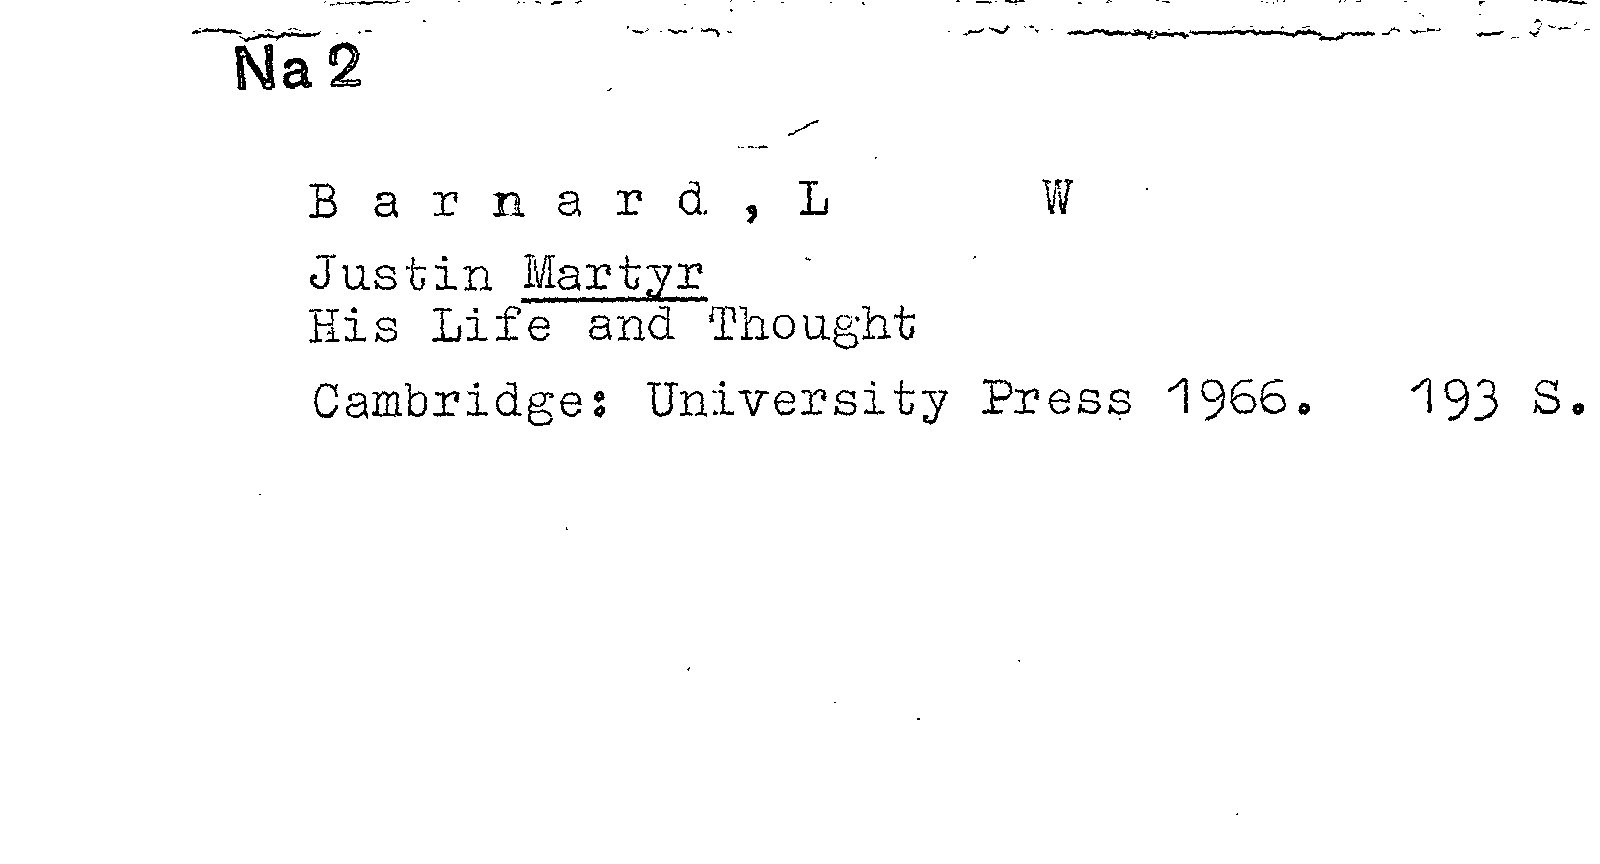 Na 2
Barnard, L W
Justin Martyr
His Life and Thought
Cambridge: University Press 1966. 193 S.